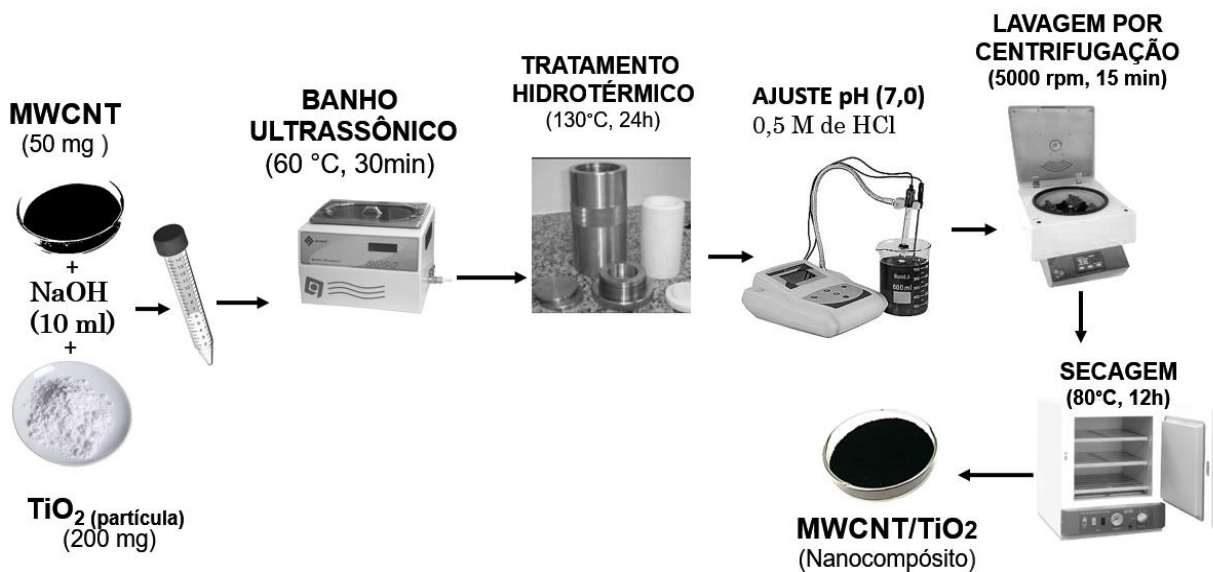 MWCNT
(50 mg )
+
NaOH
(10 ml)
+
TiO2 (partícula)
(200 mg)
BANHO
ULTRASSÔNICO
(60 °C, 30min)
TRATAMENTO
HIDROTÉRMICO
(130°C, 24h)
AJUSTE pH (7,0)
0,5 M de HCl
600 ml
LAVAGEM POR
CENTRIFUGAÇÃO
(5000 rpm, 15 min)
SECAGEM
(80°C, 12h)
MWCNT/TiO2
(Nanocompósito)